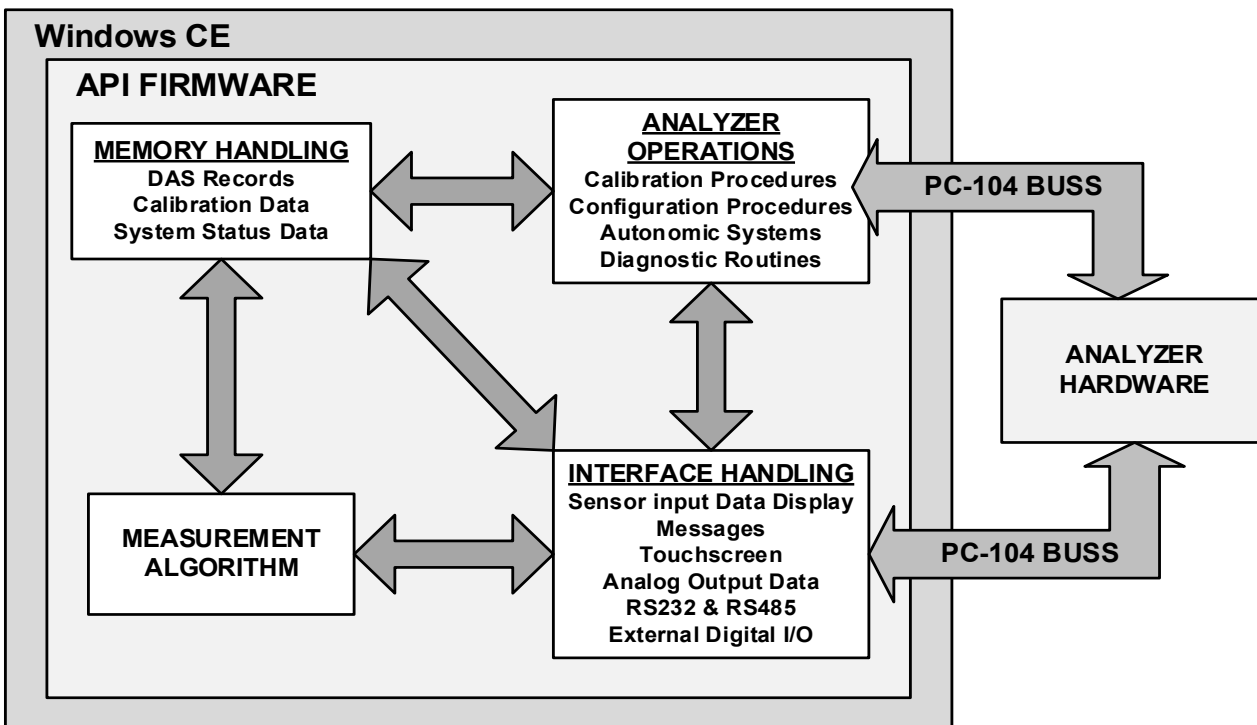 Windows CE
API FIRMWARE
MEMORY HANDLING
DAS Records
Calibration Data
System Status Data
ANALYZER
OPERATIONS
Calibration Procedures
Configuration Procedures
Autonomic Systems
Diagnostic Routines
PC-104 BUSS
ANALYZER
HARDWARE
MEASUREMENT
ALGORITHM
INTERFACE HANDLING
Sensor input Data Display
Messages
Touchscreen
Analog Output Data
RS232 & RS485
External Digital I/O
PC-104 BUSS